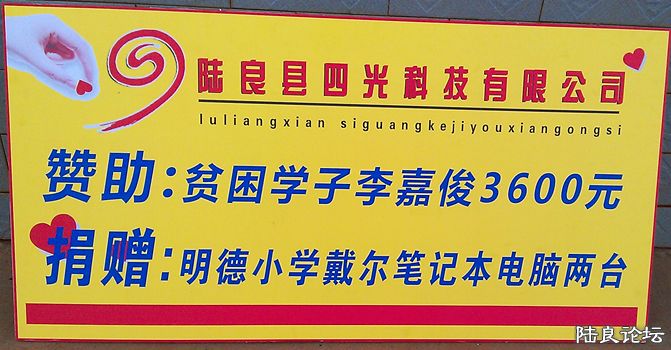 陆良县四光科技有限公司
luliangxian siguangkejiyouxiangongsi
赞助:贫困学子李嘉俊3600元
捐赠:明德小学戴尔笔记本电脑两台
陆良论坛